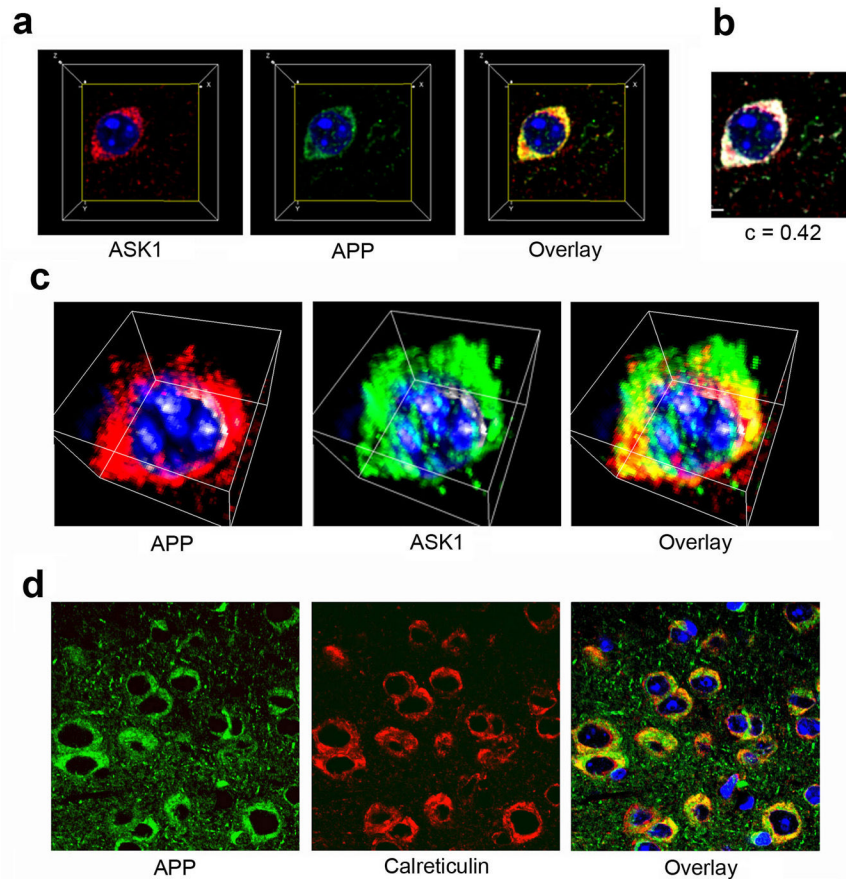 a
b
Z
X
Y
Z
X
Y
Z
X
Y
ASK1
APP
Overlay
c = 0.42
c
APP
ASK1
Overlay
d
APP
Calreticulin
Overlay